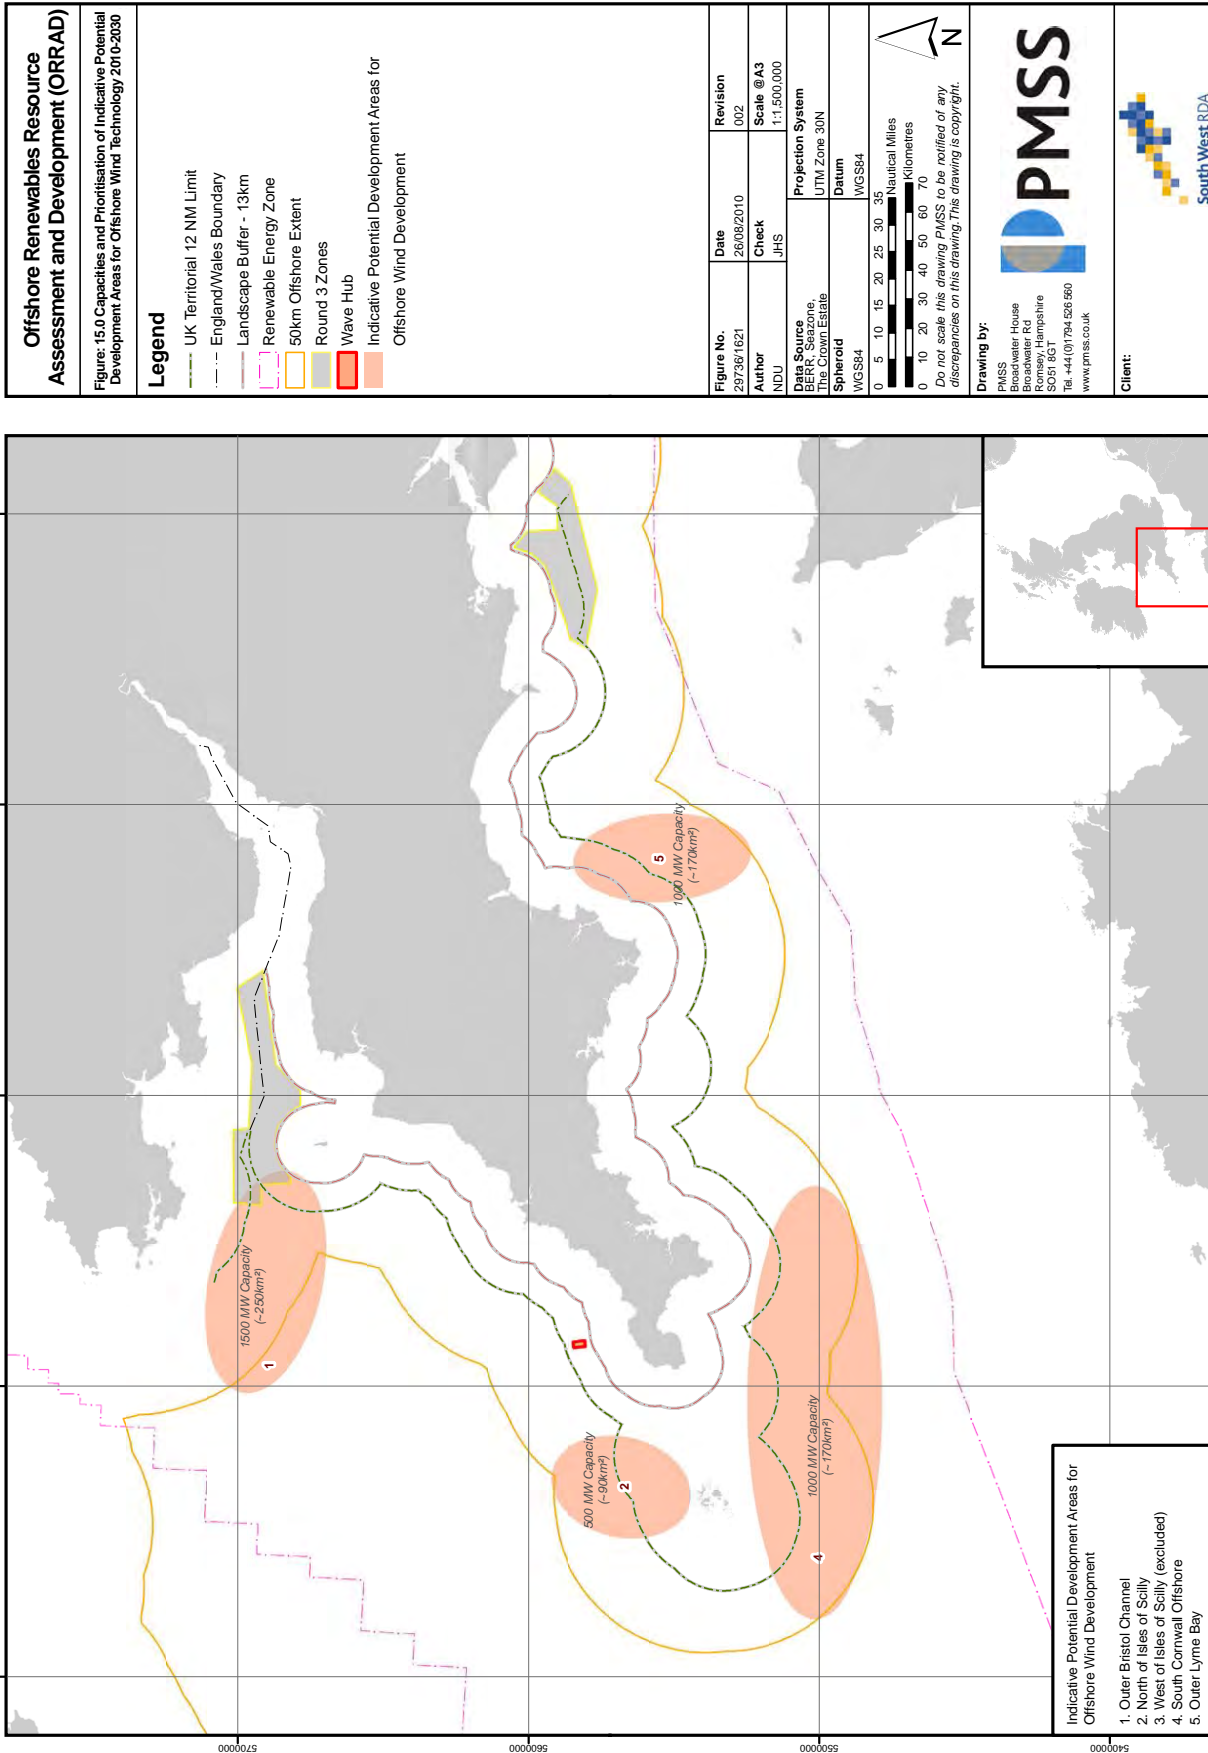 Offshore Renewables Resource
Assessment and Development (ORRAD)
Figure: 15.0 Capacities and Prioritisation of Indicative Potential
Development Areas for Offshore Wind Technology 2010-2030
Legend
UK Territorial 12 NM Limit
England/Wales Boundary
Landscape Buffer - 13km
Renewable Energy Zone
50km Offshore Extent
Round 3 Zones
Wave Hub
Indicative Potential Development Areas for
Offshore Wind Development
Figure No.
29736/1621
Date
26/08/2010
Revision
002
Author
NDU
Check
JHS
Scale @A3
1:1,500,000
Data Source
BERR, Seazone,
The Crown Estate
Projection System
UTM Zone 30N
Spheroid
WGS84
Datum
WGS84
0 5 10 15 20 25 30 35
Nautical Miles
Kilometres
0 10 20 30 40 50 60 70
N
Do not scale this drawing PMSS to be notified of any
discrepancies on this drawing.This drawing is copyright.
Drawing by:
PMSS
Broadwater House
Broadwater Rd
Romsey, Hampshire
SO51 8GT
Tel. +44(0)1794 526 560
www.pmss.co.uk
PMSS
Client:
South West RDA
1500 MW Capacity
(~250km²)
1
500 MW Capacity
(~90km²)
2
1000 MW Capacity
(~170km²)
4
5
1000 MW Capacity
(~170km²)
Indicative Potential Development Areas for
Offshore Wind Development
1. Outer Bristol Channel
2. North of Isles of Scilly
3. West of Isles of Scilly (excluded)
4. South Cornwall Offshore
5. Outer Lyme Bay
5700000
5600000
5500000
5400000